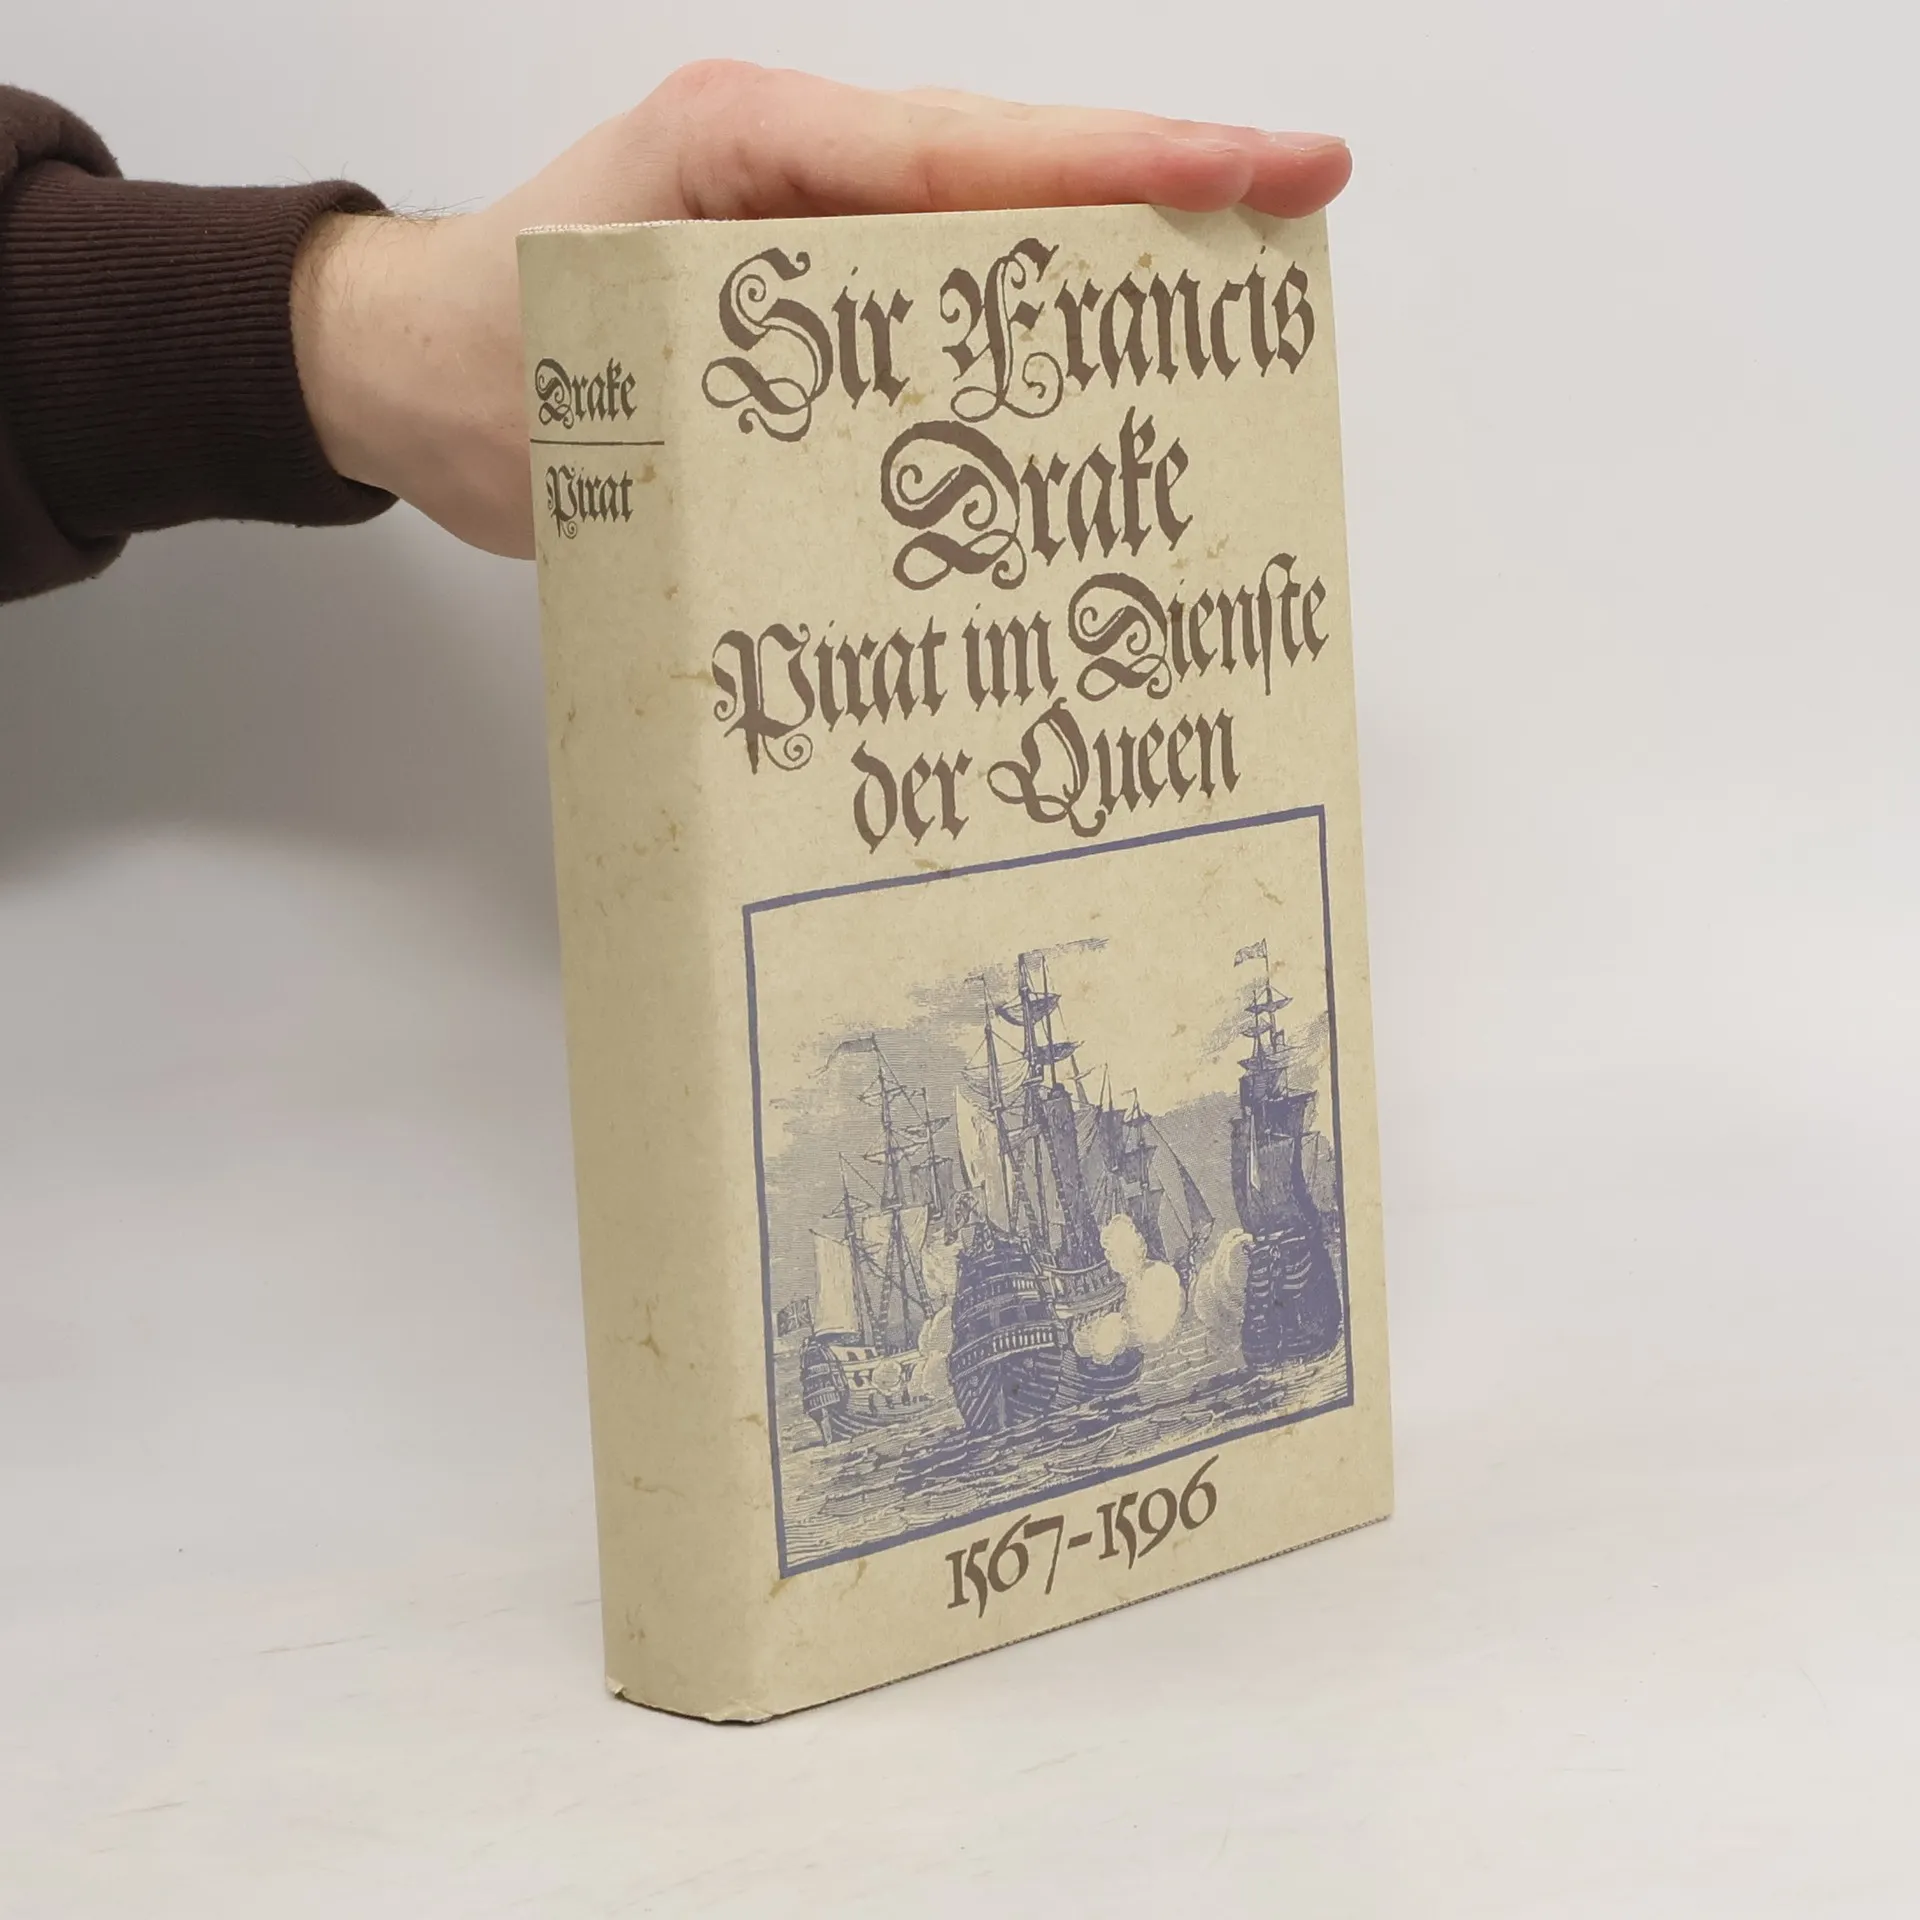 Drake
Pirat
Sir Francis
Drake
Pirat im Dienſte
der Queen
1567-1596